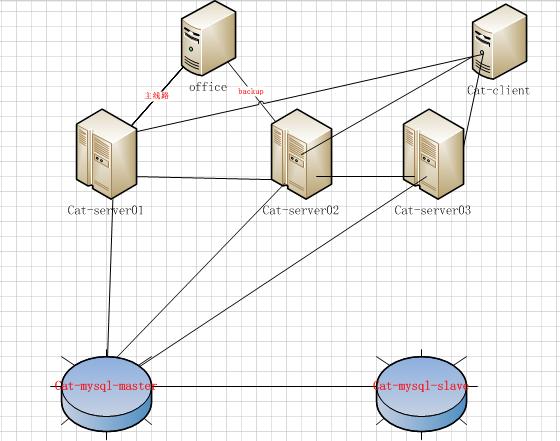 office
Cat-client
主线路
backup
Cat-server01
Cat-server02
Cat-server03
Cat-mysql-master
Cat-mysql-slave